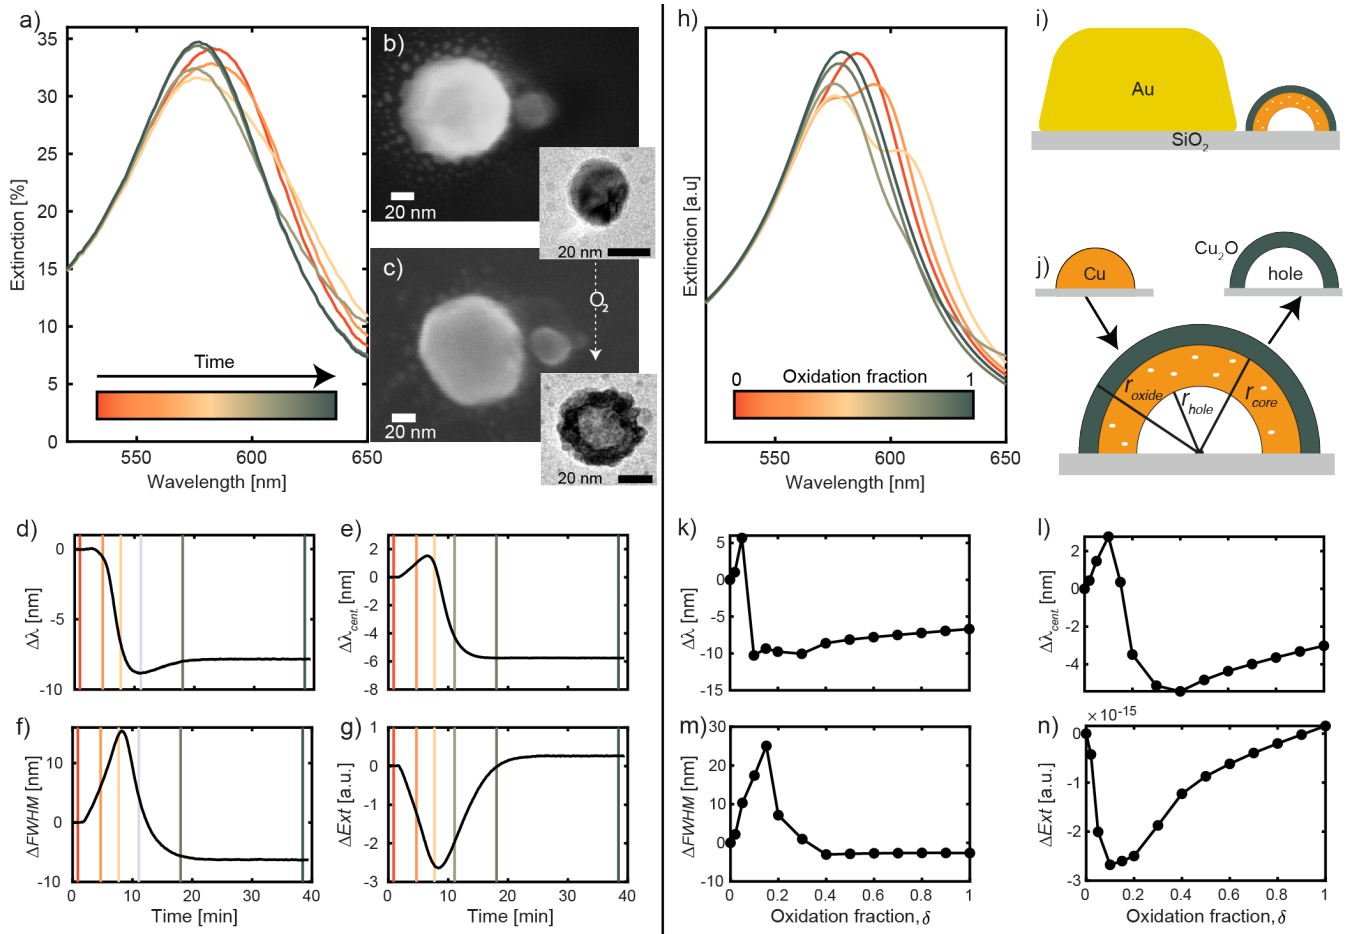 a)
35
30
25
20
15
10
5
0
Extinction [%]
Time
550
600
650
Wavelength [nm]
b)
20 nm
20 nm
c)
O2
20 nm
20 nm
h)
Extinction [a.u]
0 Oxidation fraction 1
550
600
650
Wavelength [nm]
i)
Au
SiO2
j)
Cu
Cu2O
hole
roxide
rhole
rcore
d)
0
-5
-10
Δλ [nm]
e)
2
0
-2
-4
-6
-8
Δλcent. [nm]
f)
10
0
-10
ΔFWHM [nm]
0 10 20 30 40
Time [min]
g)
1
0
-1
-2
-3
ΔExt [a.u.]
0 10 20 30 40
Time [min]
k)
5
0
-5
-10
-15
Δλ [nm]
l)
2
0
-2
-4
Δλcent. [nm]
m)
30
20
10
0
-10
ΔFWHM [nm]
0 0.2 0.4 0.6 0.8 1
Oxidation fraction, δ
n)
×10-15
0
-1
-2
-3
ΔExt [a.u.]
0 0.2 0.4 0.6 0.8 1
Oxidation fraction, δ